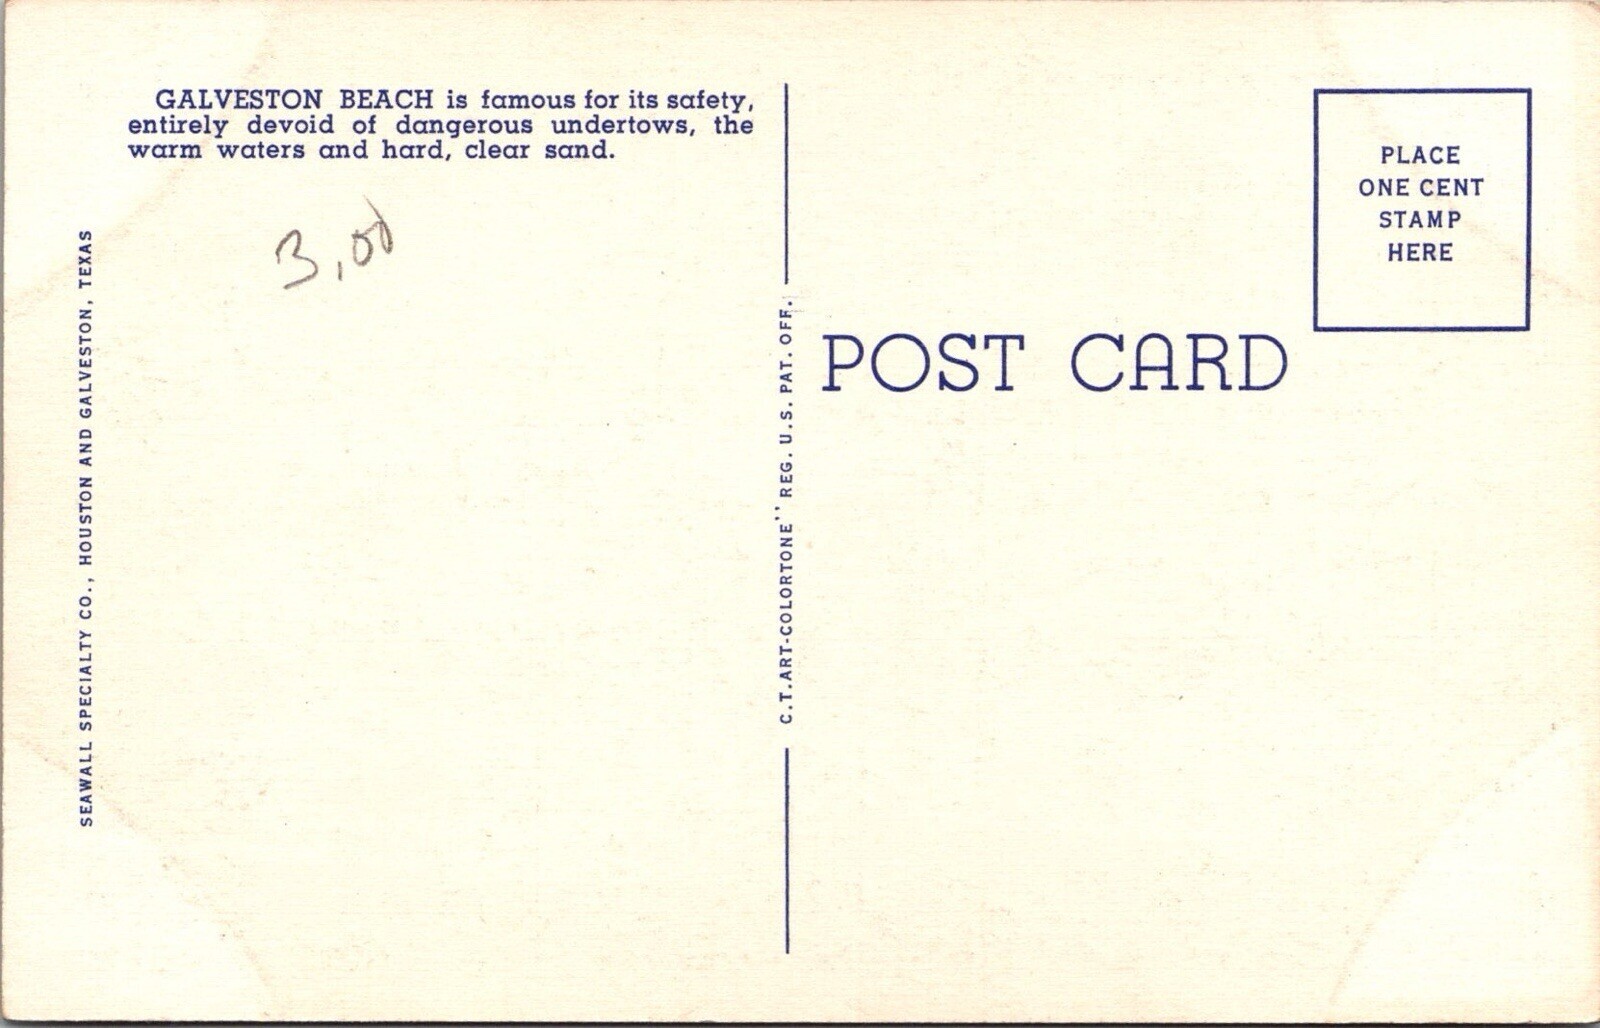 GALVESTON BEACH is famous for its safety,
entirely devoid of dangerous undertows, the
warm waters and hard, clear sand.
3,00
SEAWALL SPECIALTY CO., HOUSTON AND GALVESTON, TEXAS
C.T.ART-COLORTONE'' REG. U.S. PAT. OFF.
POST CARD
PLACE
ONE CENT
STAMP
HERE